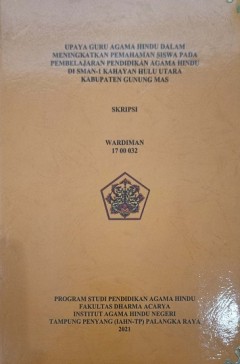 UPAYA GURU AGAMA HINDU DALAM
MENINGKATKAN PEMAHAMAN SISWA PADA
PEMBELAJARAN PENDIDIKAN AGAMA HINDU
DI SMAN-1 KAHAYAN HULU UTARA
KABUPATEN GUNUNG MAS
SKRIPSI
WARDIMAN
17 00 032
PROGRAM STUDI PENDIDIKAN AGAMA HINDU
FAKULTAS DHARMA ACARYA
INSTITUT AGAMA HINDU NEGERI
TAMPUNG PENYANG (IAHN-TP) PALANGKA RAYA
2021